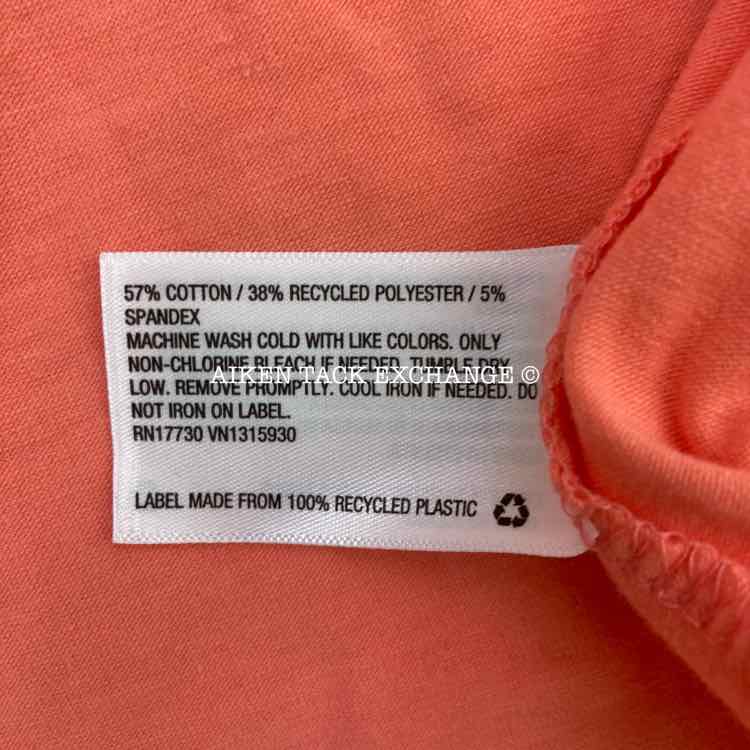 57% COTTON / 38% RECYCLED POLYESTER / 5%
SPANDEX
MACHINE WASH COLD WITH LIKE COLORS. ONLY
NON-CHLORINE BLEACH IF NEEDED. TUMBLE DRY
AIKEN TACK EXCHANGE ©
LOW. REMOVE PROMPTLY. COOL IRON IF NEEDED. DO
NOT IRON ON LABEL.
RN17730 VN1315930
LABEL MADE FROM 100% RECYCLED PLASTIC